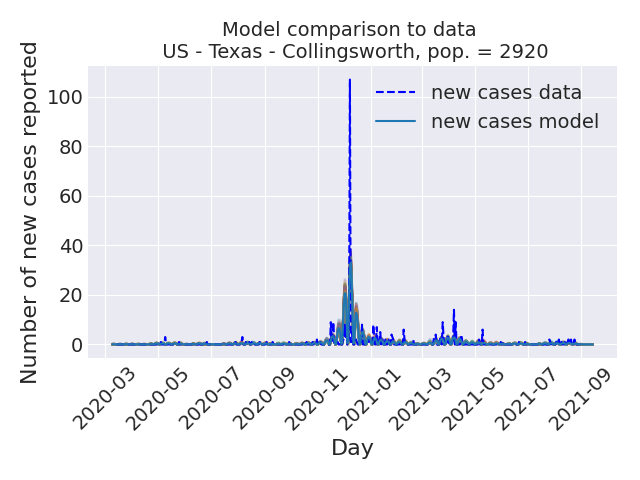 Model comparison to data
US - Texas - Collingsworth, pop. = 2920
Number of new cases reported
100
80
60
40
20
0
new cases data
new cases model
2020-03
2020-05
2020-07
2020-09
2020-11
2021-01
2021-03
2021-05
2021-07
2021-09
Day